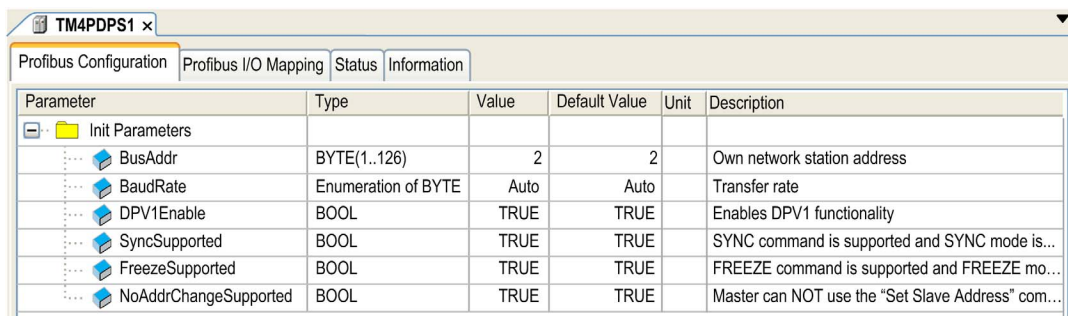 TM4PDPS1 ×
Profibus Configuration Profibus I/O Mapping Status Information
Parameter Type Value Default Value Unit Description
Init Parameters
BusAddr BYTE(1..126) 2 2 Own network station address
BaudRate Enumeration of BYTE Auto Auto Transfer rate
DPV1Enable BOOL TRUE TRUE Enables DPV1 functionality
SyncSupported BOOL TRUE TRUE SYNC command is supported and SYNC mode is...
FreezeSupported BOOL TRUE TRUE FREEZE command is supported and FREEZE mo...
NoAddrChangeSupported BOOL TRUE TRUE Master can NOT use the “Set Slave Address” com...